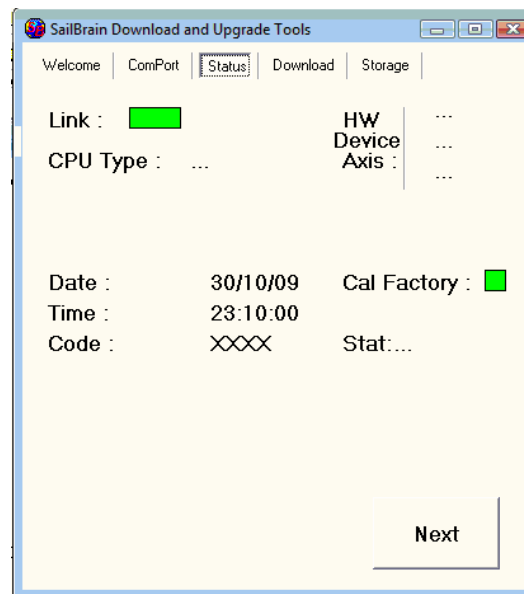 SailBrain Download and Upgrade Tools
Welcome ComPort Status Download Storage
Link :
HW ...
Device ...
Axis : ...
CPU Type : ...
Date : 30/10/09 Cal Factory :
Time : 23:10:00
Code : XXXX Stat:...
Next